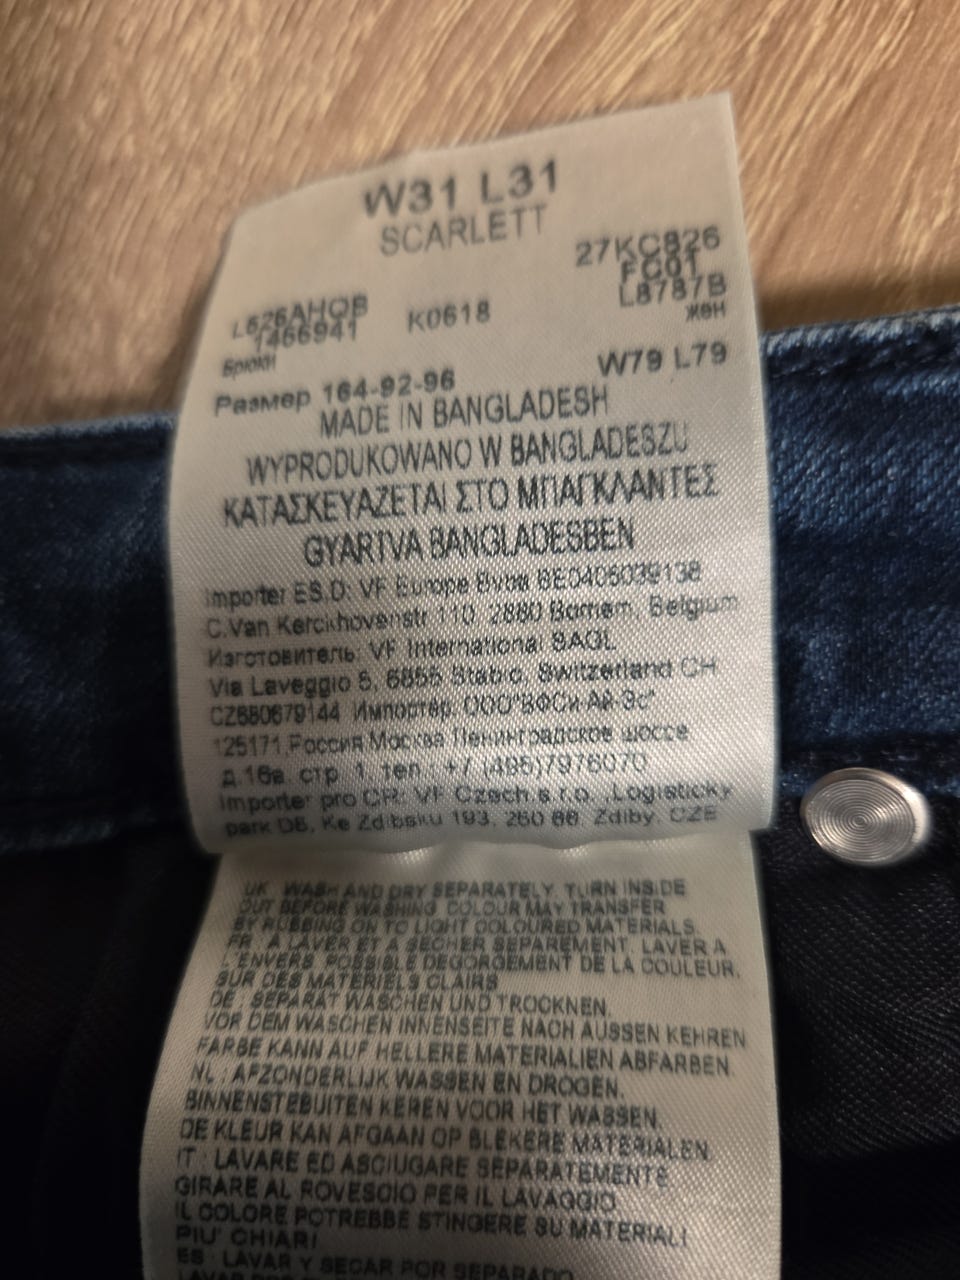 W31 L31
SCARLETT
27KC826
FC01
L526AHQB K0618 L8787B
1466941 жен
Брюки W79 L79
Размер 164-92-96
MADE IN BANGLADESH
WYPRODUKOWANO W BANGLADESZU
ΚΑΤΑΣΚΕΥΑΖΕΤΑΙ ΣΤΟ ΜΠΑΓΚΛΑΝΤΕΣ
GYARTVA BANGLADESBEN
Importer ES.D: VF Europe Bvba BE0405039138
C.Van Kerckhovenstr 110, 2880 Bornem, Belgium
Изготовитель: VF International SAGL
Via Laveggio 5, 6855 Stabio, Switzerland CH
CZ680679144 Импортер: ООО"ВФСи-Ай-Эс"
125171,Россия Москва Ленинградское шоссе
д.16а, стр 1, тел : +7 (495)7976070
Importer pro CR: VF Czech s.r.o. ,Logisticky
park D6, Ke Zdibsku 193, 250 66 Zdiby, CZE
UK : WASH AND DRY SEPARATELY. TURN INSIDE
OUT BEFORE WASHING. COLOUR MAY TRANSFER
BY RUBBING ON TO LIGHT COLOURED MATERIALS.
FR : A LAVER ET A SECHER SEPAREMENT. LAVER A
L'ENVERS. POSSIBLE DEGORGEMENT DE LA COULEUR.
SUR DES MATERIELS CLAIRS
DE : SEPARAT WASCHEN UND TROCKNEN.
VOR DEM WASCHEN INNENSEITE NACH AUSSEN KEHREN
FARBE KANN AUF HELLERE MATERIALIEN ABFARBEN.
NL : AFZONDERLIJK WASSEN EN DROGEN.
BINNENSTEBUITEN KEREN VOOR HET WASSEN.
DE KLEUR KAN AFGAAN OP BLEKERE MATERIALEN.
IT : LAVARE ED ASCIUGARE SEPARATEMENTE
GIRARE AL ROVESCIO PER IL LAVAGGIO
IL COLORE POTREBBE STINGERE SU MATERIALI
PIU' CHIARI
ES : LAVAR Y SECAR POR SEPARADO